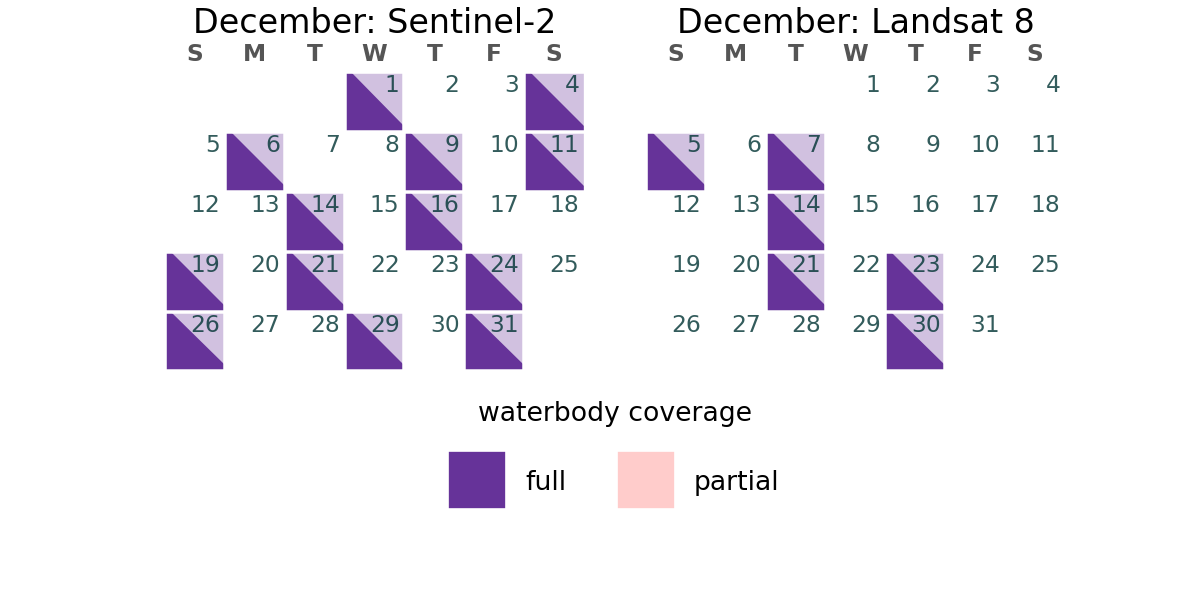 December: Sentinel-2
S M T W T F S
1 2 3 4
5 6 7 8 9 10 11
12 13 14 15 16 17 18
19 20 21 22 23 24 25
26 27 28 29 30 31
December: Landsat 8
S M T W T F S
1 2 3 4
5 6 7 8 9 10 11
12 13 14 15 16 17 18
19 20 21 22 23 24 25
26 27 28 29 30 31
waterbody coverage
full partial